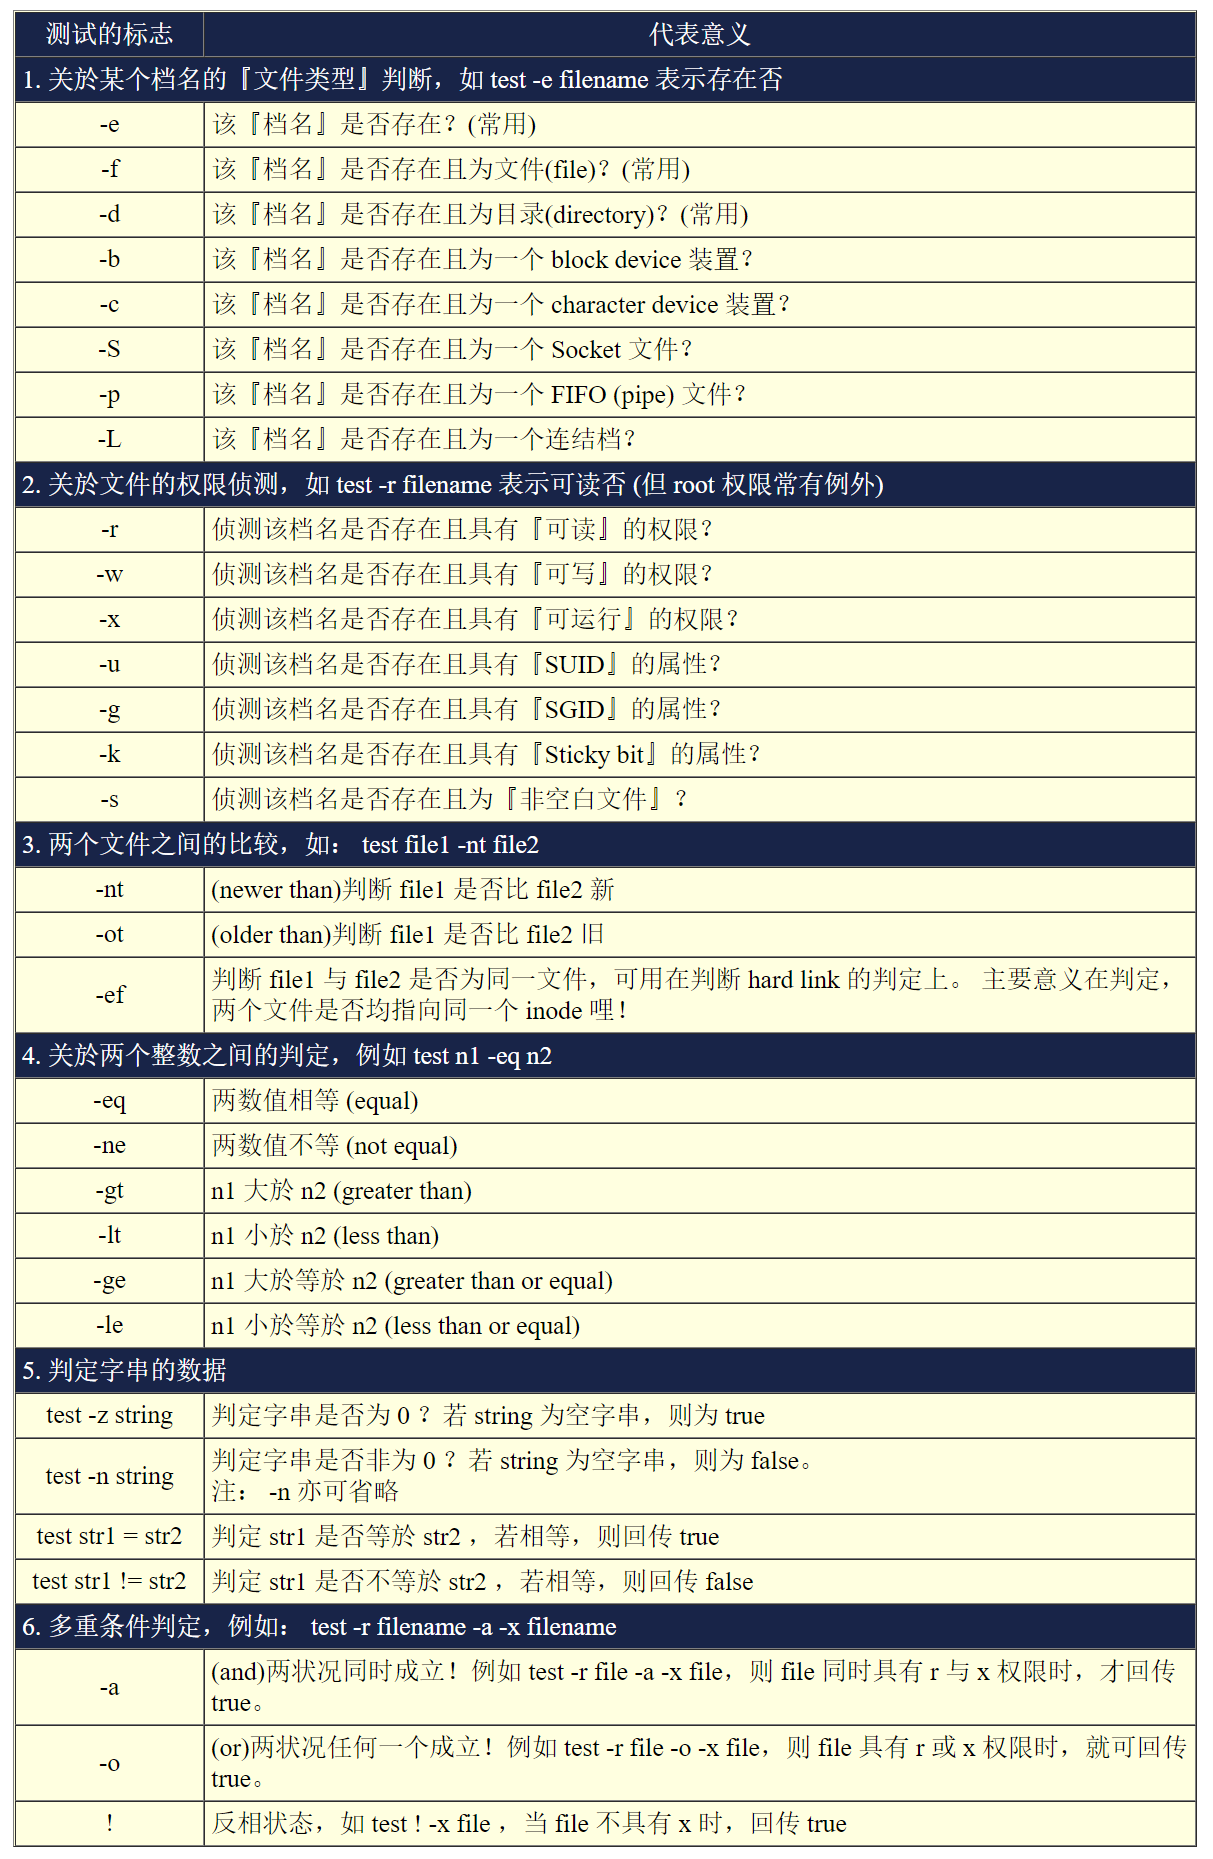 测试的标志 代表意义
1. 关於某个档名的『文件类型』判断，如 test -e filename 表示存在否
-e 该『档名』是否存在？(常用)
-f 该『档名』是否存在且为文件(file)？(常用)
-d 该『档名』是否存在且为目录(directory)？(常用)
-b 该『档名』是否存在且为一个 block device 装置？
-c 该『档名』是否存在且为一个 character device 装置？
-S 该『档名』是否存在且为一个 Socket 文件？
-p 该『档名』是否存在且为一个 FIFO (pipe) 文件？
-L 该『档名』是否存在且为一个连结档？
2. 关於文件的权限侦测，如 test -r filename 表示可读否 (但 root 权限常有例外)
-r 侦测该档名是否存在且具有『可读』的权限？
-w 侦测该档名是否存在且具有『可写』的权限？
-x 侦测该档名是否存在且具有『可运行』的权限？
-u 侦测该档名是否存在且具有『SUID』的属性？
-g 侦测该档名是否存在且具有『SGID』的属性？
-k 侦测该档名是否存在且具有『Sticky bit』的属性？
-s 侦测该档名是否存在且为『非空白文件』？
3. 两个文件之间的比较，如： test file1 -nt file2
-nt (newer than)判断 file1 是否比 file2 新
-ot (older than)判断 file1 是否比 file2 旧
-ef 判断 file1 与 file2 是否为同一文件，可用在判断 hard link 的判定上。 主要意义在判定，
两个文件是否均指向同一个 inode 哩！
4. 关於两个整数之间的判定，例如 test n1 -eq n2
-eq 两数值相等 (equal)
-ne 两数值不等 (not equal)
-gt n1 大於 n2 (greater than)
-lt n1 小於 n2 (less than)
-ge n1 大於等於 n2 (greater than or equal)
-le n1 小於等於 n2 (less than or equal)
5. 判定字串的数据
test -z string 判定字串是否为 0 ？若 string 为空字串，则为 true
test -n string 判定字串是否非为 0 ？若 string 为空字串，则为 false。
注： -n 亦可省略
test str1 = str2 判定 str1 是否等於 str2 ，若相等，则回传 true
test str1 != str2 判定 str1 是否不等於 str2 ，若相等，则回传 false
6. 多重条件判定，例如： test -r filename -a -x filename
-a (and)两状况同时成立！例如 test -r file -a -x file，则 file 同时具有 r 与 x 权限时，才回传
true。
-o (or)两状况任何一个成立！例如 test -r file -o -x file，则 file 具有 r 或 x 权限时，就可回传
true。
! 反相状态，如 test ! -x file ，当 file 不具有 x 时，回传 true